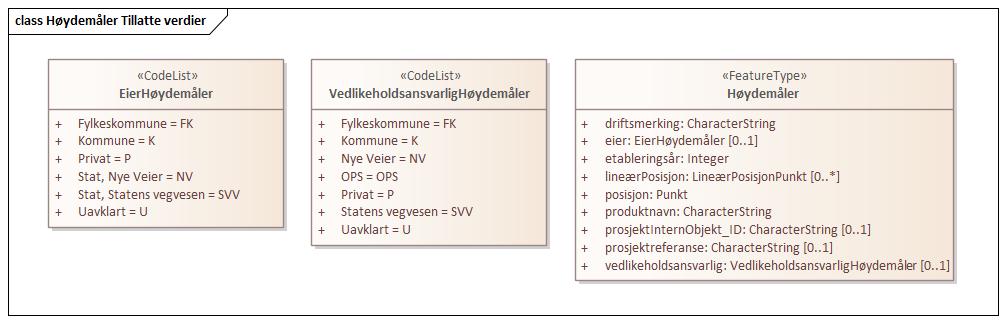 class Høydemåler Tillatte verdier
«CodeList»
EierHøydemåler
+ Fylkeskommune = FK
+ Kommune = K
+ Privat = P
+ Stat, Nye Veier = NV
+ Stat, Statens vegvesen = SVV
+ Uavklart = U
«CodeList»
VedlikeholdsansvarligHøydemåler
+ Fylkeskommune = FK
+ Kommune = K
+ Nye Veier = NV
+ OPS = OPS
+ Privat = P
+ Statens vegvesen = SVV
+ Uavklart = U
«FeatureType»
Høydemåler
+ driftsmerking: CharacterString
+ eier: EierHøydemåler [0..1]
+ etableringsår: Integer
+ lineærPosisjon: LineærPosisjonPunkt [0..*]
+ posisjon: Punkt
+ produktnavn: CharacterString
+ prosjektInternObjekt_ID: CharacterString [0..1]
+ prosjektreferanse: CharacterString [0..1]
+ vedlikeholdsansvarlig: VedlikeholdsansvarligHøydemåler [0..1]